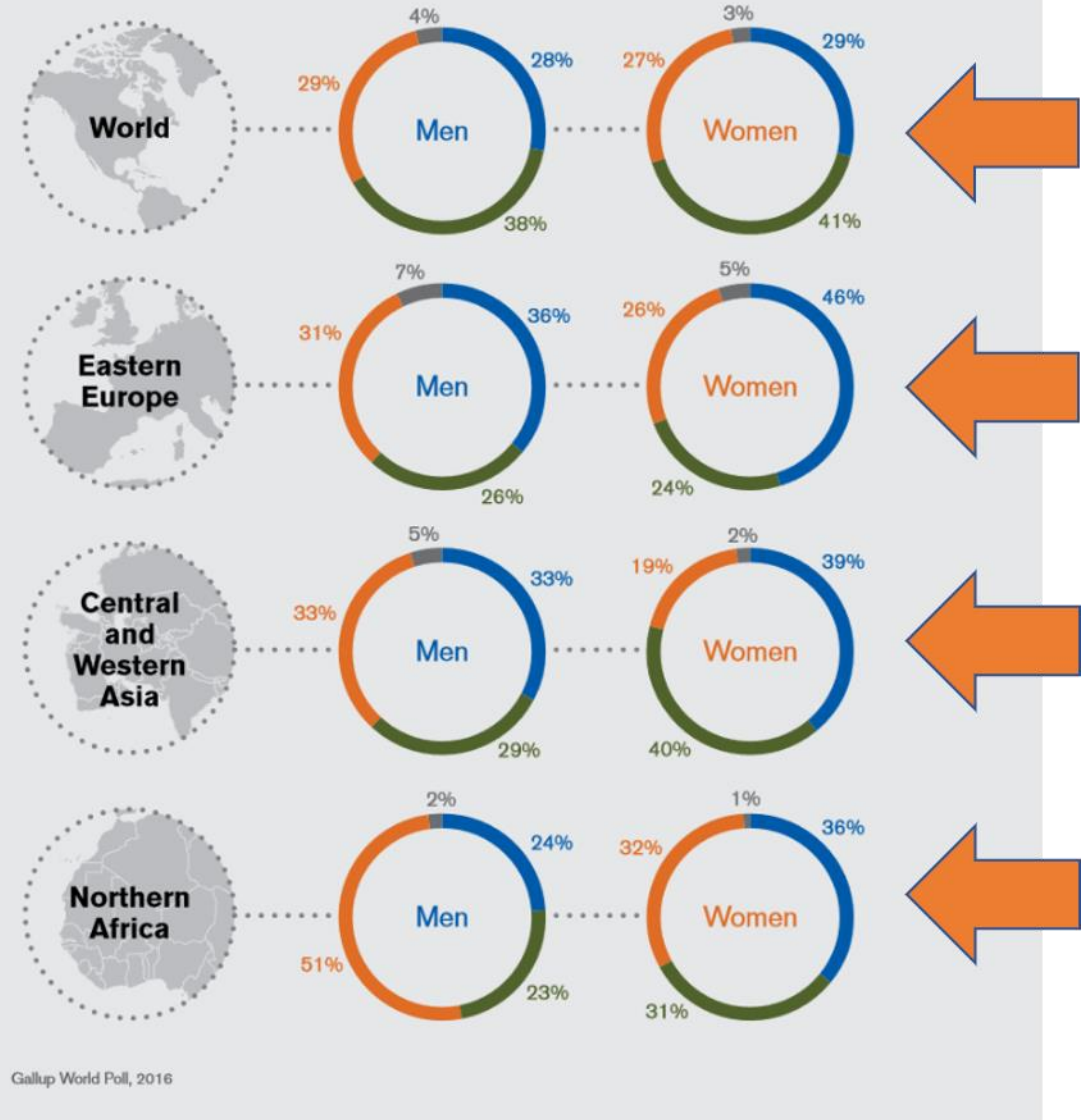 4%
3%
29%
28%
27%
29%
World
Men
Women
38%
41%
7%
5%
31%
36%
26%
46%
Eastern
Europe
Men
Women
26%
24%
5%
2%
33%
33%
19%
39%
Central
and
Western
Asia
Men
Women
29%
40%
2%
1%
24%
32%
36%
Northern
Africa
Men
Women
51%
23%
31%
Gallup World Poll, 2016